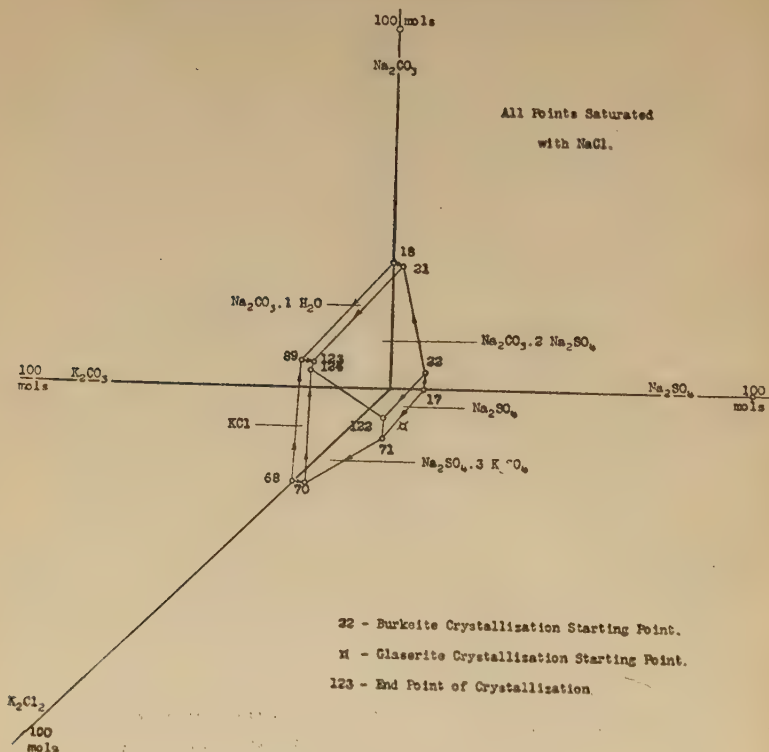 100 mols
Na₂CO₃
All Points Saturated
with NaCl.
18
21
Na₂CO₃.1 H₂O
Na₂CO₃.2 Na₂SO₄
89
123
124
22
100
mols
K₂CO₃
Na₂SO₄
100
mols
17
Na₂SO₄
KCl
122
71
Na₂SO₄.3 K₂SO₄
68
70
22 - Burkeite Crystallization Starting Point.
¤ - Glaserite Crystallization Starting Point.
123 - End Point of Crystallization
K₂Cl₂
100
mols